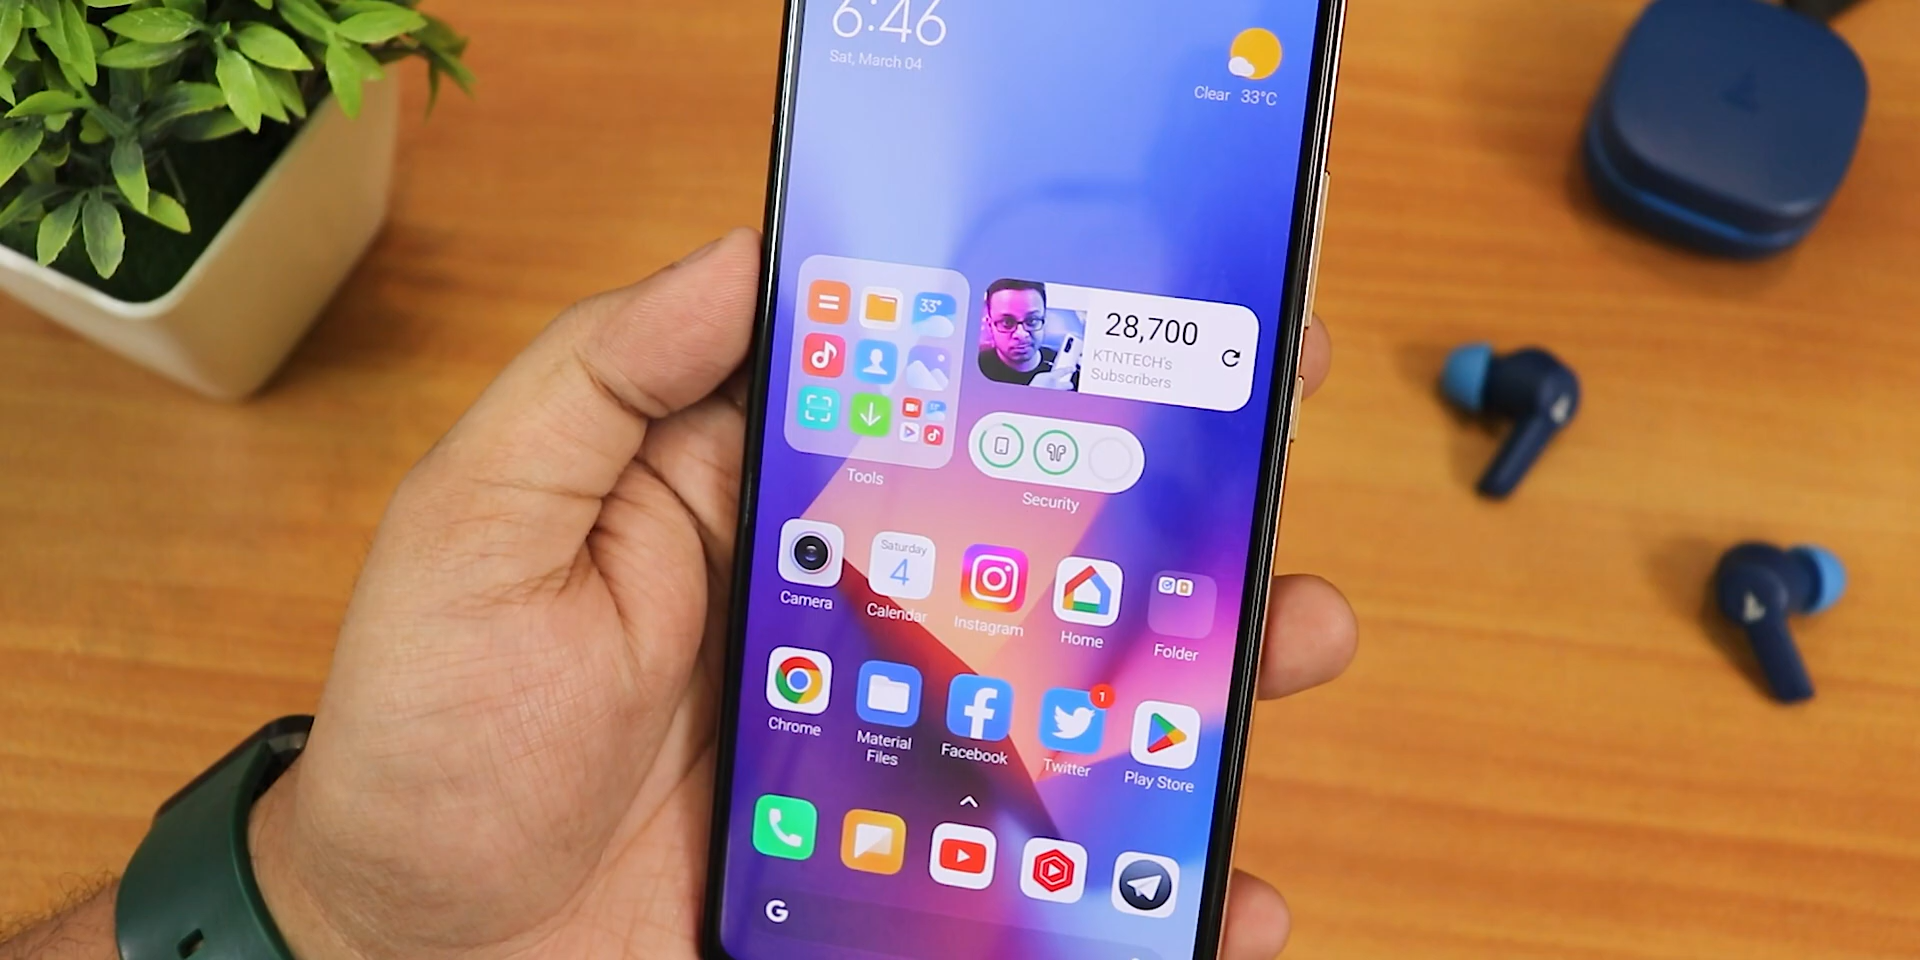 6:46
Sat, March 04
Clear 33°C
33°
28,700
KTNTECH's
Subscribers
Tools
Security
Saturday
4
Camera
Calendar
Instagram
Home
Folder
1
Chrome
Material
Files
Facebook
Twitter
Play Store
G